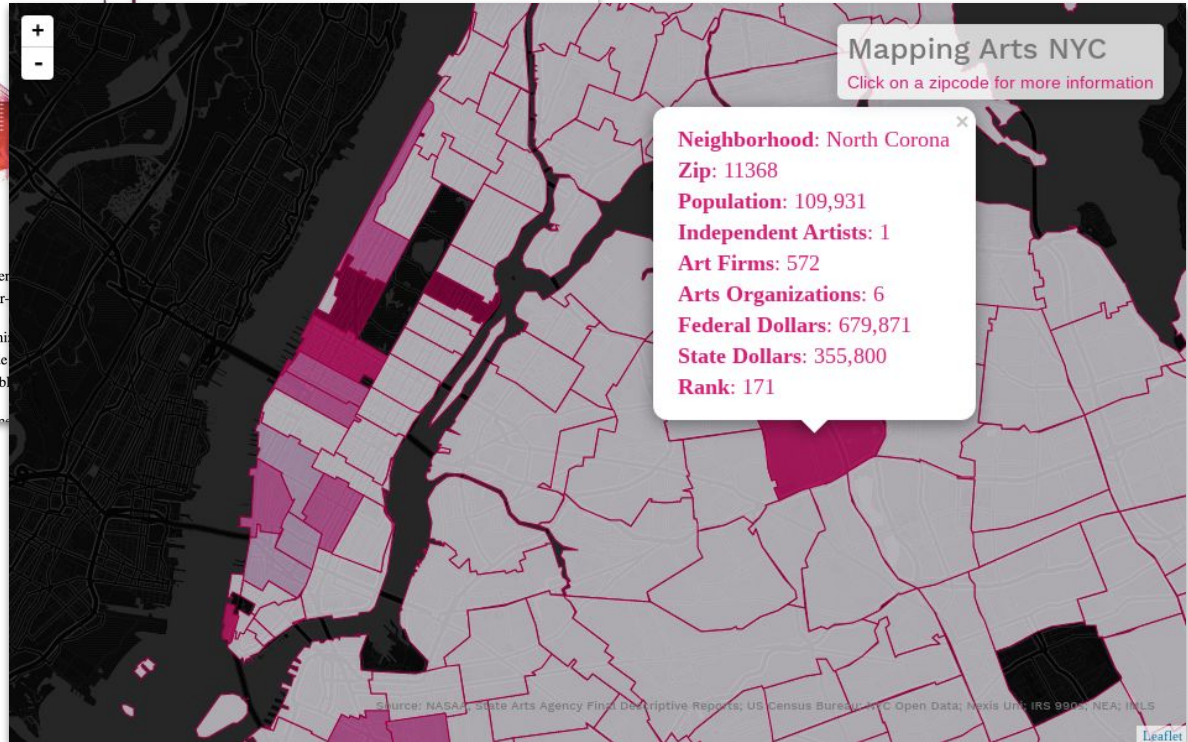 +
-
Mapping Arts NYC
Click on a zipcode for more information
×
Neighborhood: North Corona
Zip: 11368
Population: 109,931
Independent Artists: 1
Art Firms: 572
Arts Organizations: 6
Federal Dollars: 679,871
State Dollars: 355,800
Rank: 171
Source: NASAA, State Arts Agency Final Descriptive Reports; US Census Bureau; NYC Open Data; Nexis Uni; IRS 990s; NEA; IMLS
Leaflet